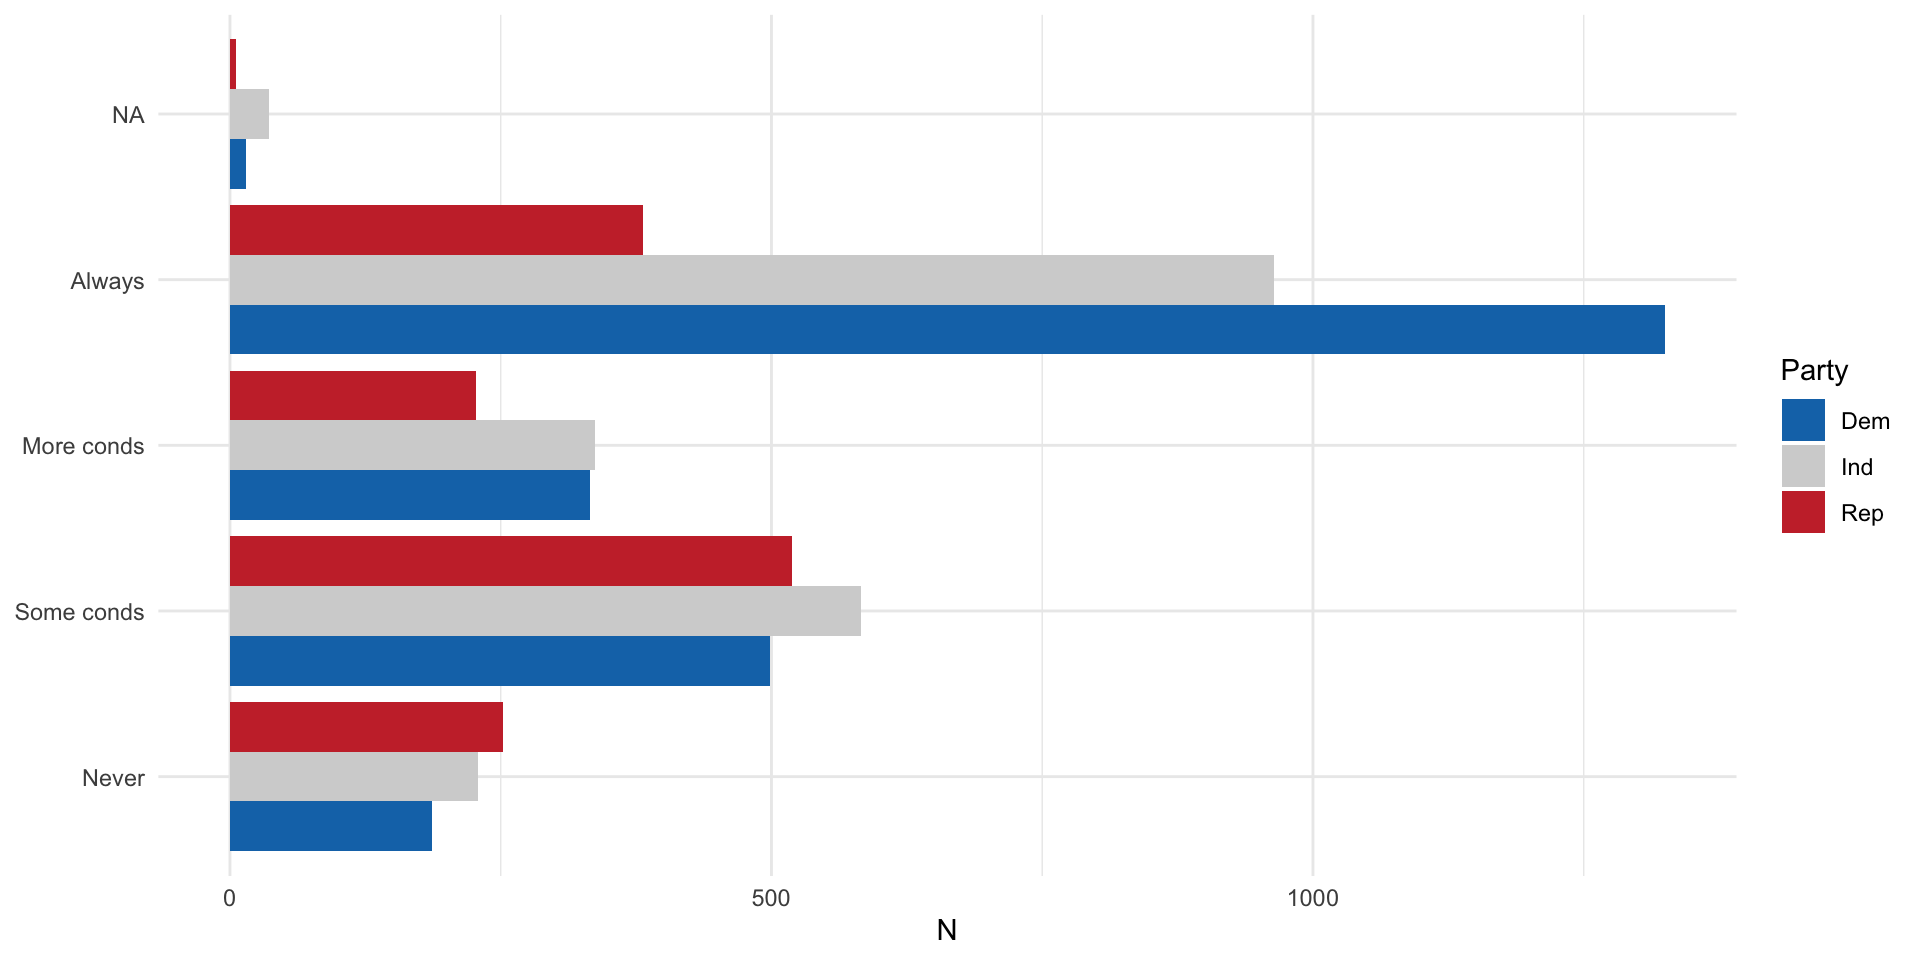 NA
Always
More conds
Some conds
Never
0 500 1000
N
Party
Dem
Ind
Rep